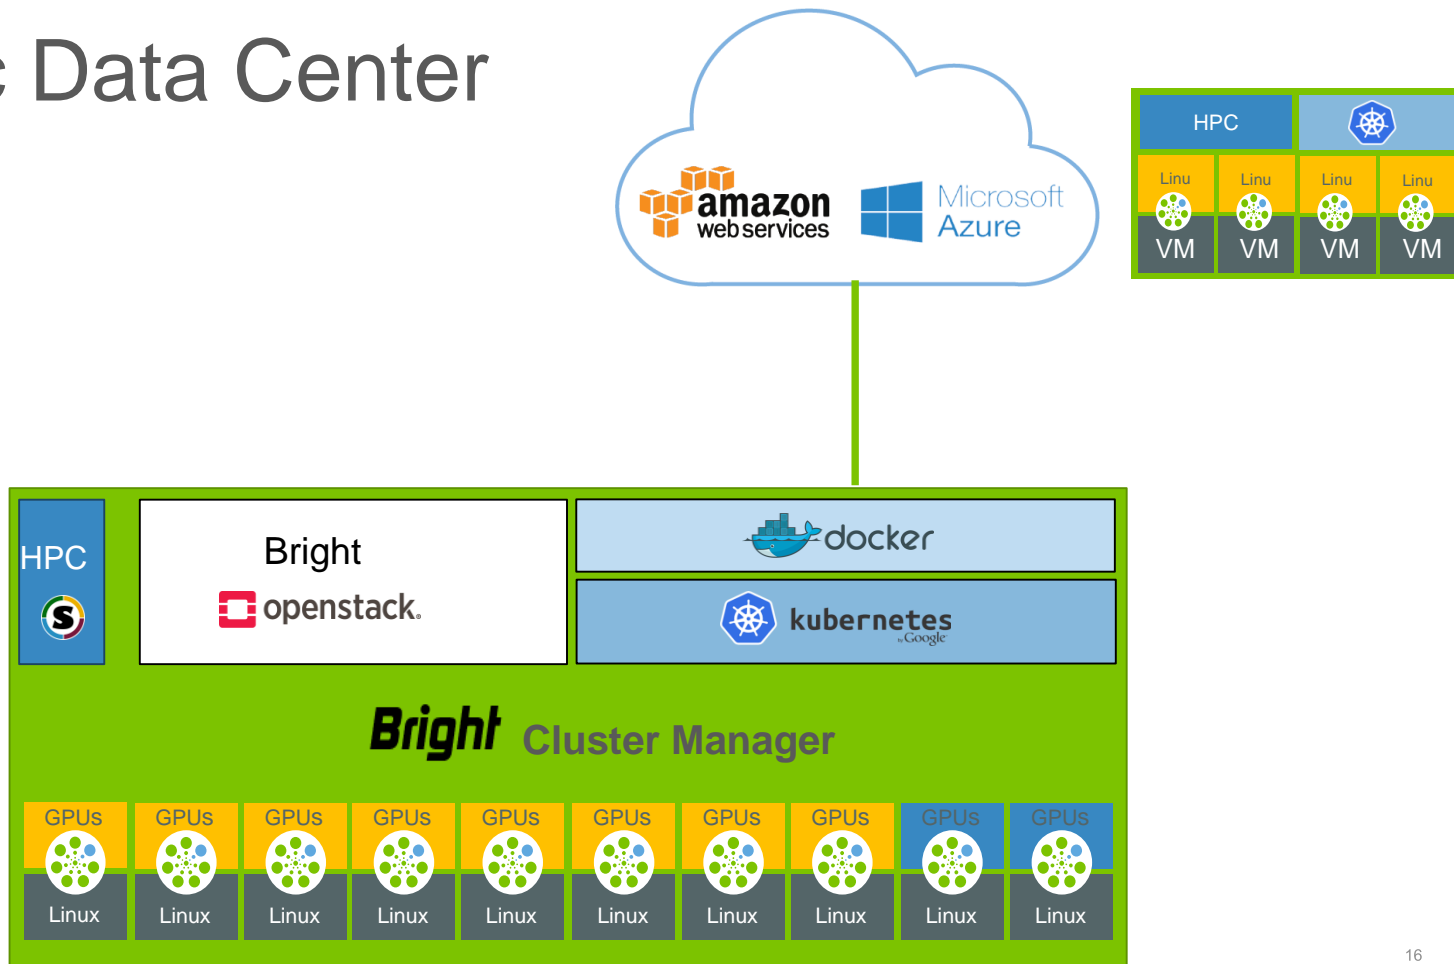 c Data Center
HPC
Linu Linu Linu Linu
VM VM VM VM
amazon
web services
Microsoft
Azure
HPC
S
Bright
openstack.
docker
kubernetes
by Google
Bright Cluster Manager
GPUs GPUs GPUs GPUs GPUs GPUs GPUs GPUs GPUs GPUs
Linux Linux Linux Linux Linux Linux Linux Linux Linux Linux
16